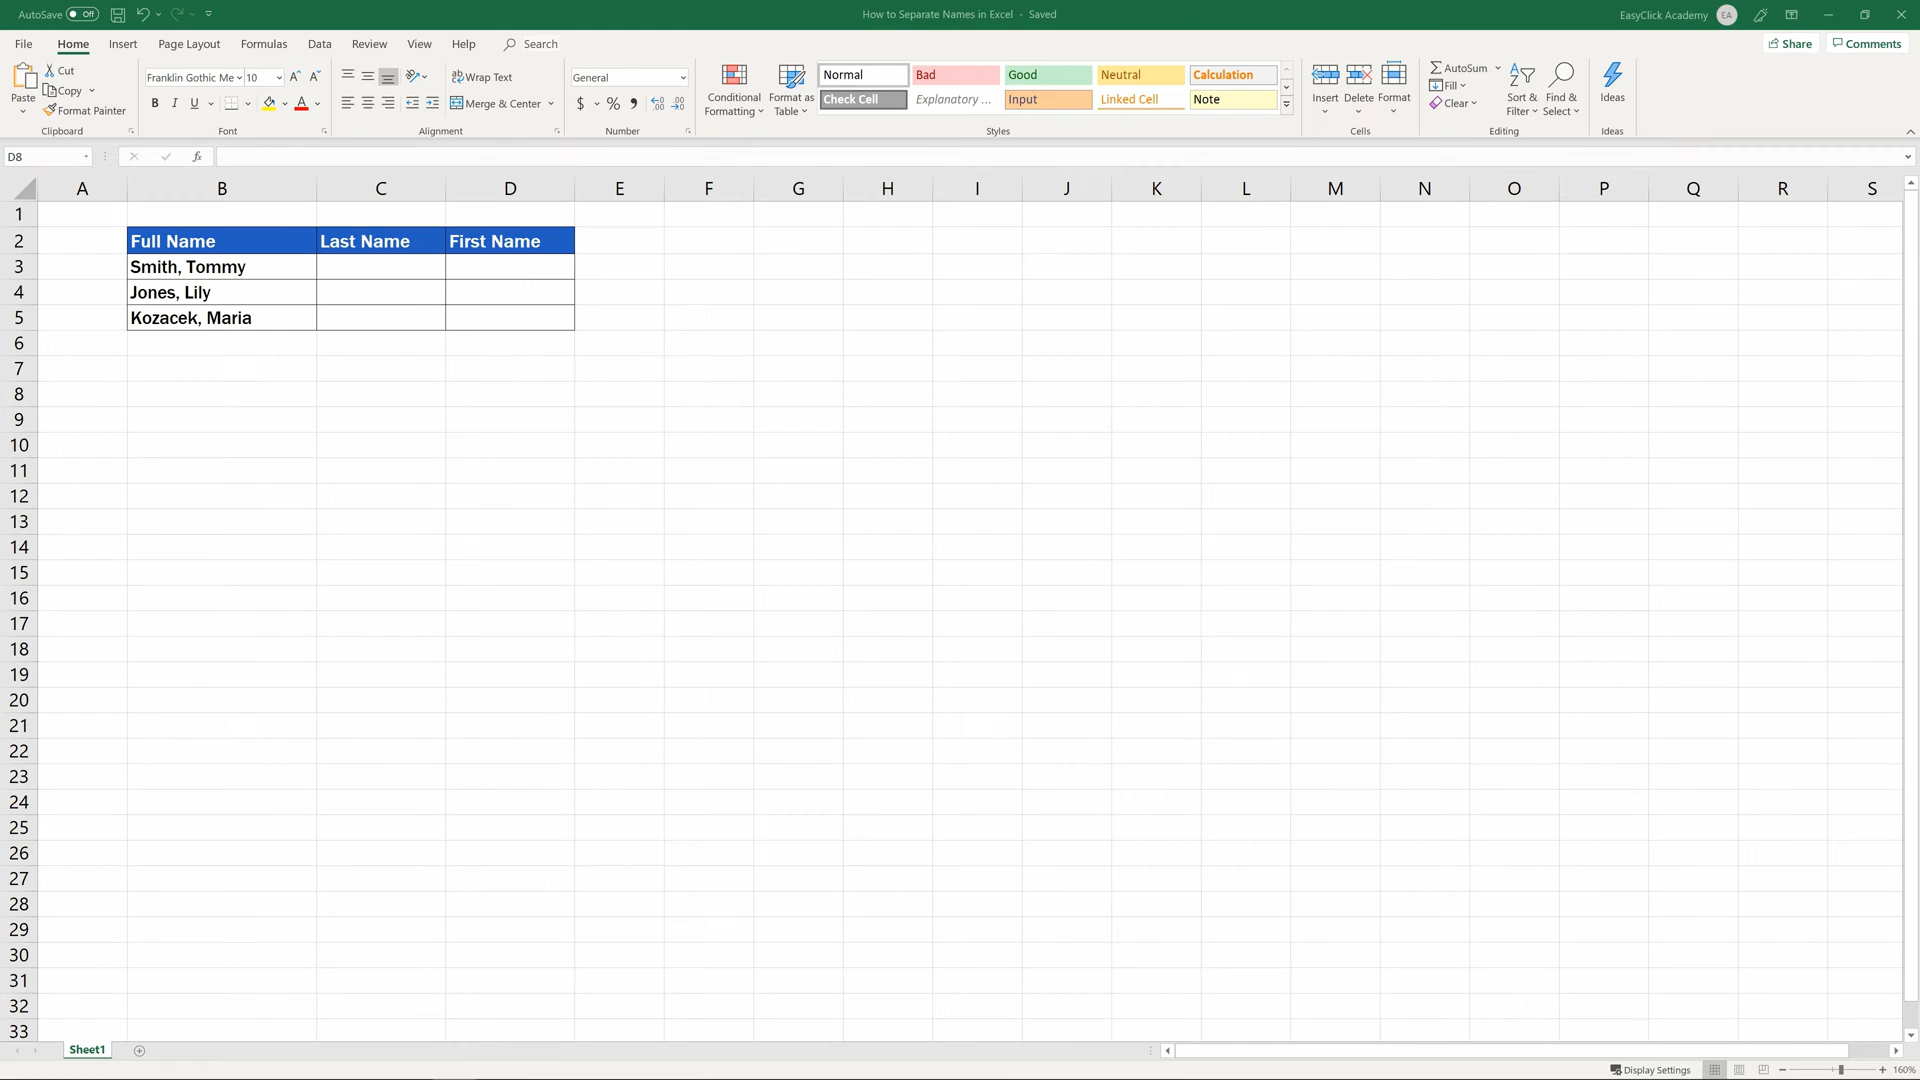 AutoSave Off
How to Separate Names in Excel - Saved
EasyClick Academy EA
File Home Insert Page Layout Formulas Data Review View Help Search
Share Comments
Paste
Cut
Copy
Format Painter
Clipboard
Franklin Gothic Me 10
B I U
Font
Wrap Text
Merge & Center
Alignment
General
$ %
Number
Conditional
Formatting
Format as
Table
Normal Bad Good Neutral Calculation
Check Cell Explanatory ... Input Linked Cell Note
Styles
Insert Delete Format
Cells
AutoSum
Fill
Clear
Sort &
Filter
Find &
Select
Editing
Ideas
Ideas
D8
fx
A B C D E F G H I J K L M O P Q R S
N
1
2 Full Name Last Name First Name
3 Smith, Tommy
4 Jones, Lily
5 Kozacek, Maria
6
7
8
9
10
11
12
13
14
15
16
17
18
19
20
21
22
23
24
25
26
27
28
29
30
31
32
33
Sheet1
Display Settings 160%